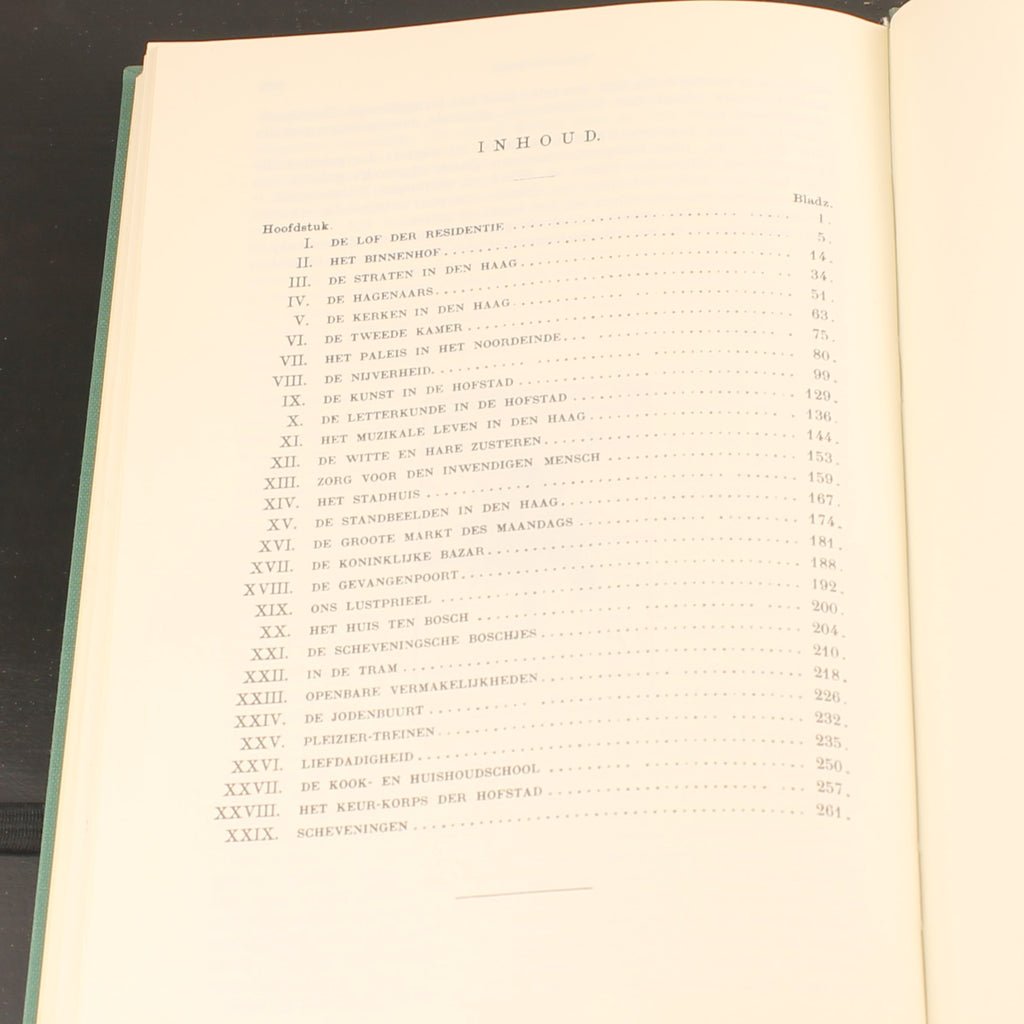 INHOUD.
Hoofdstuk. Bladz.
I. DE LOF DER RESIDENTIE 1.
II. HET BINNENHOF 5.
III. DE STRATEN IN DEN HAAG 14.
IV. DE HAGENAARS 34.
V. DE KERKEN IN DEN HAAG 51.
VI. DE TWEEDE KAMER 63.
VII. HET PALEIS IN HET NOORDEINDE 75.
VIII. DE NIJVERHEID 80.
IX. DE KUNST IN DE HOFSTAD 99.
X. DE LETTERKUNDE IN DE HOFSTAD 129.
XI. HET MUZIKALE LEVEN IN DEN HAAG 136.
XII. DE WITTE EN HARE ZUSTEREN 144.
XIII. ZORG VOOR DEN INWENDIGEN MENSCH 153.
XIV. HET STADHUIS 159.
XV. DE STANDBEELDEN IN DEN HAAG 167.
XVI. DE GROOTE MARKT DES MAANDAGS 174.
XVII. DE KONINKLIJKE BAZAR 181.
XVIII. DE GEVANGENPOORT 188.
XIX. ONS LUSTPRIEEL 192.
XX. HET HUIS TEN BOSCH 200.
XXI. DE SCHEVENINGSCHE BOSCHJES 204.
XXII. IN DE TRAM 210.
XXIII. OPENBARE VERMAKELIJKHEDEN 218.
XXIV. DE JODENBUURT 226.
XXV. PLEIZIER-TREINEN 232.
XXVI. LIEFDADIGHEID 235.
XXVII. DE KOOK- EN HUISHOUDSCHOOL 250.
XXVIII. HET KEUR-KORPS DER HOFSTAD 257.
XXIX. SCHEVENINGEN 261.